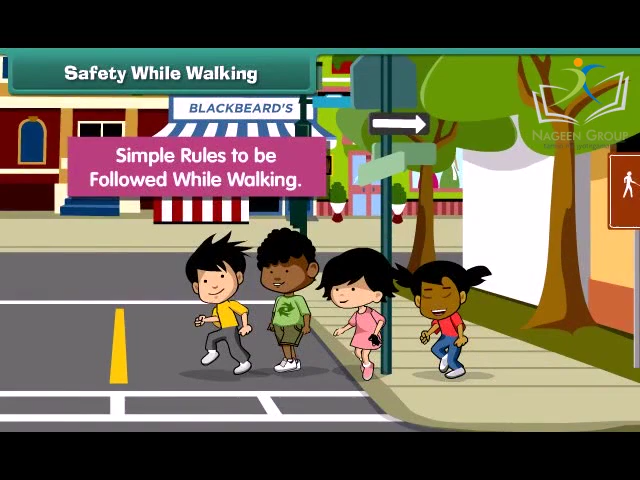 Safety While Walking
BLACKBEARD'S
Simple Rules to be
Followed While Walking.
NAGEEN GROUP